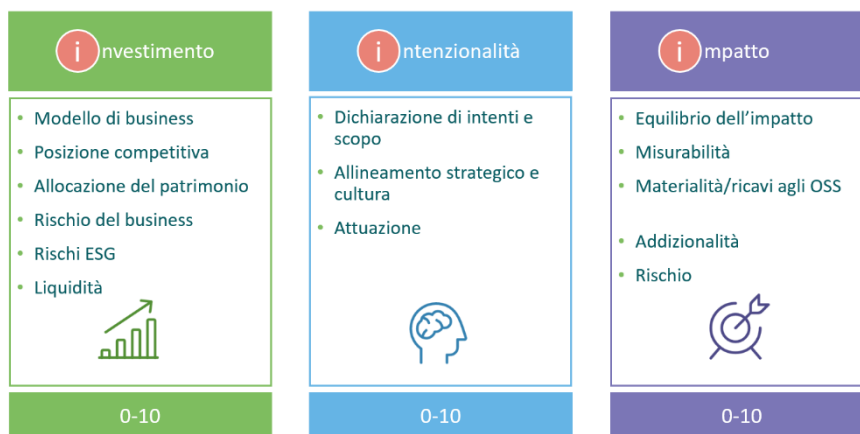 investimento
Modello di business
Posizione competitiva
Allocazione del patrimonio
Rischio del business
Rischi ESG
Liquidità
0-10
intenzionalità
Dichiarazione di intenti e
scopo
Allineamento strategico e
cultura
Attuazione
0-10
impatto
Equilibrio dell'impatto
Misurabilità
Materialità/ricavi agli OSS
Addizionalità
Rischio
0-10